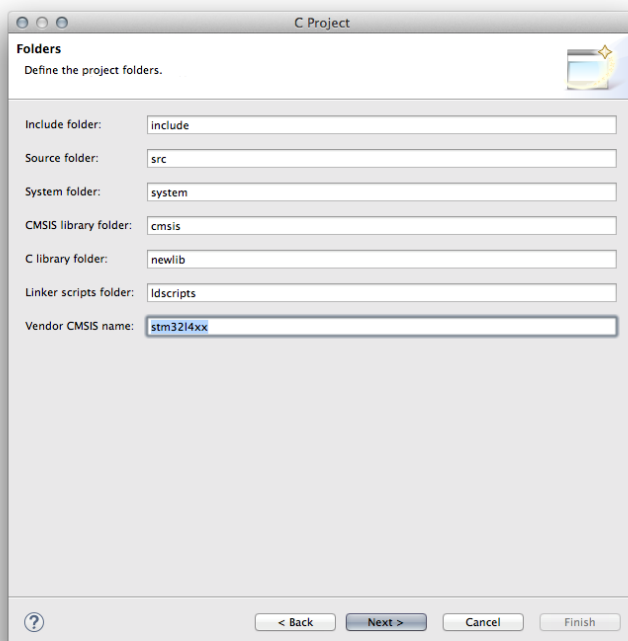 C Project
Folders
Define the project folders.
Include folder: include
Source folder: src
System folder: system
CMSIS library folder: cmsis
C library folder: newlib
Linker scripts folder: ldscripts
Vendor CMSIS name: stm32l4xx
? < Back Next > Cancel Finish